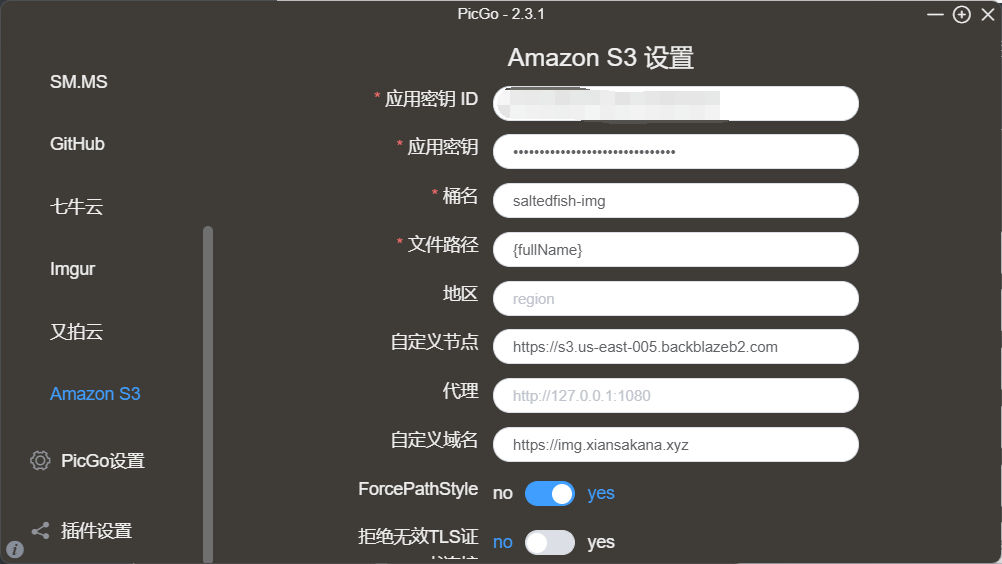 PicGo - 2.3.1
SM.MS
GitHub
七牛云
Imgur
又拍云
Amazon S3
PicGo设置
插件设置
Amazon S3 设置
* 应用密钥 ID
* 应用密钥 •••••••••••••••••••••••••••••••
* 桶名 saltedfish-img
* 文件路径 {fullName}
地区 region
自定义节点 https://s3.us-east-005.backblazeb2.com
代理 http://127.0.0.1:1080
自定义域名 https://img.xiansakana.xyz
ForcePathStyle no yes
拒绝无效TLS证 no yes